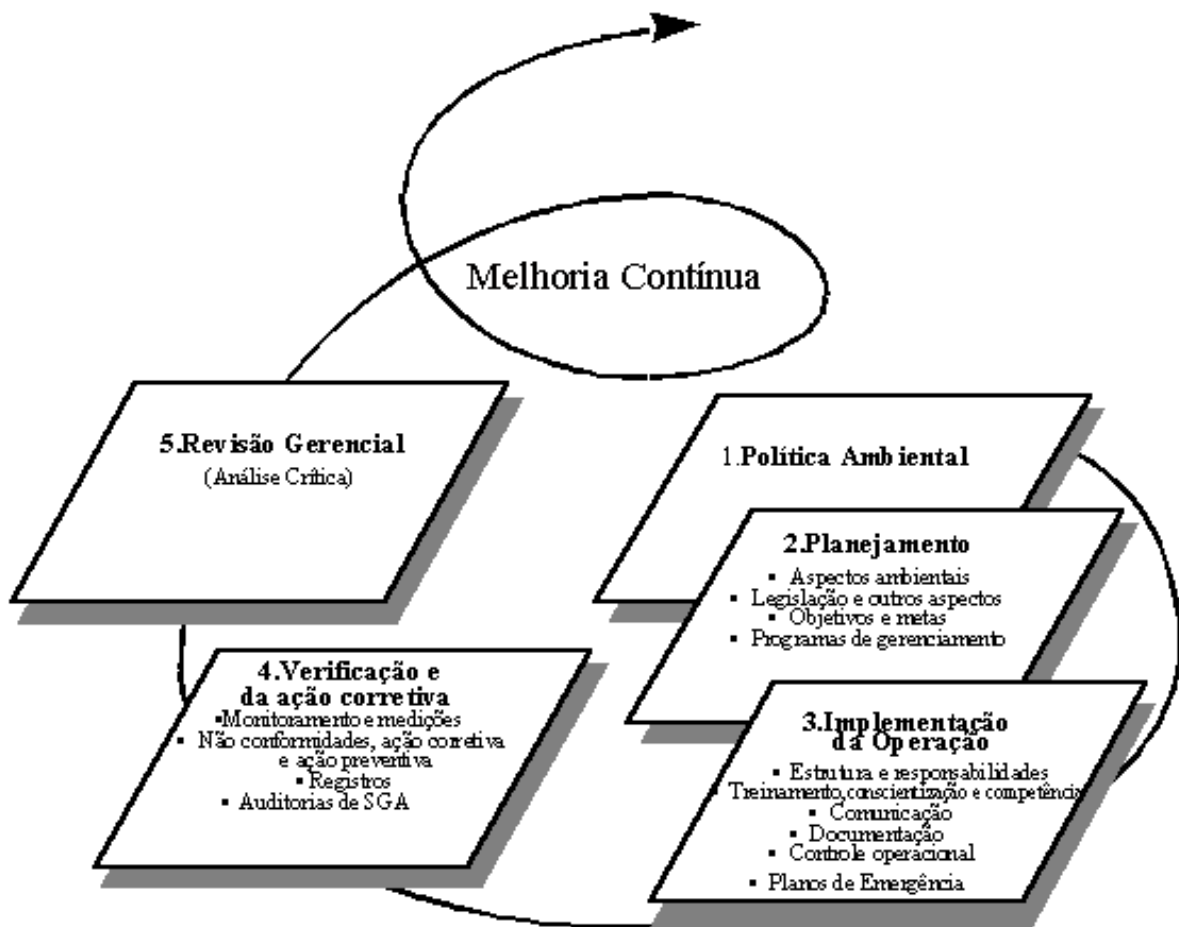 Melhoria Contínua
1.Política Ambiental
2.Planejamento
▪ Aspectos ambientais
▪ Legislação e outros aspectos
▪ Objetivos e metas
▪ Programas de gerenciamento
3.Implementação
da Operação
▪ Estrutura e responsabilidades
▪ Treinamento,conscientização e competência
▪ Comunicação
▪ Documentação
▪ Controle operacional
▪ Planos de Emergência
4.Verificação e
da ação corretiva
▪Monitoramento e medições
▪ Não conformidades, ação corretiva
e ação preventiva
▪ Registros
▪ Auditorias de SGA
5.Revisão Gerencial
(Análise Crítica)